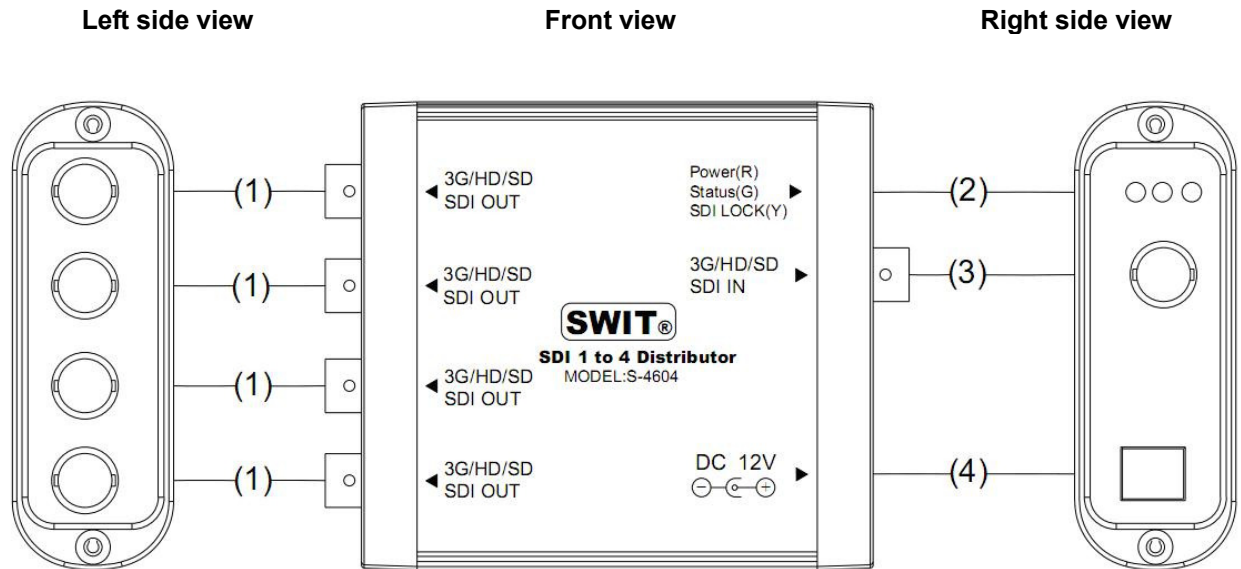 Left side view
Front view
Right side view
(1)
3G/HD/SD
SDI OUT
Power(R)
Status(G)
SDI LOCK(Y)
(2)
(1)
3G/HD/SD
SDI OUT
3G/HD/SD
SDI IN
(3)
SWIT®
SDI 1 to 4 Distributor
MODEL:S-4604
(1)
3G/HD/SD
SDI OUT
(1)
3G/HD/SD
SDI OUT
DC 12V
(4)